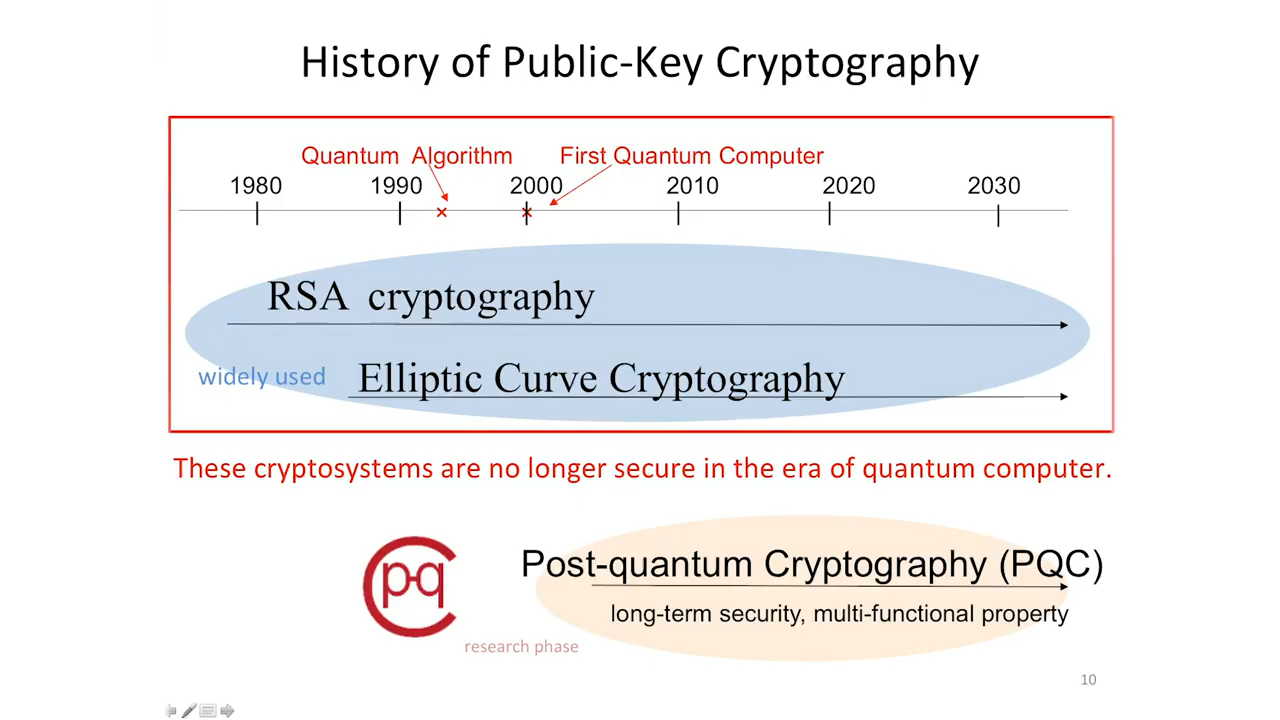 History of Public-Key Cryptography
Quantum Algorithm First Quantum Computer
1980 1990 2000 2010 2020 2030
RSA cryptography
widely used Elliptic Curve Cryptography
These cryptosystems are no longer secure in the era of quantum computer.
Post-quantum Cryptography (PQC)
pqc
long-term security, multi-functional property
research phase
10